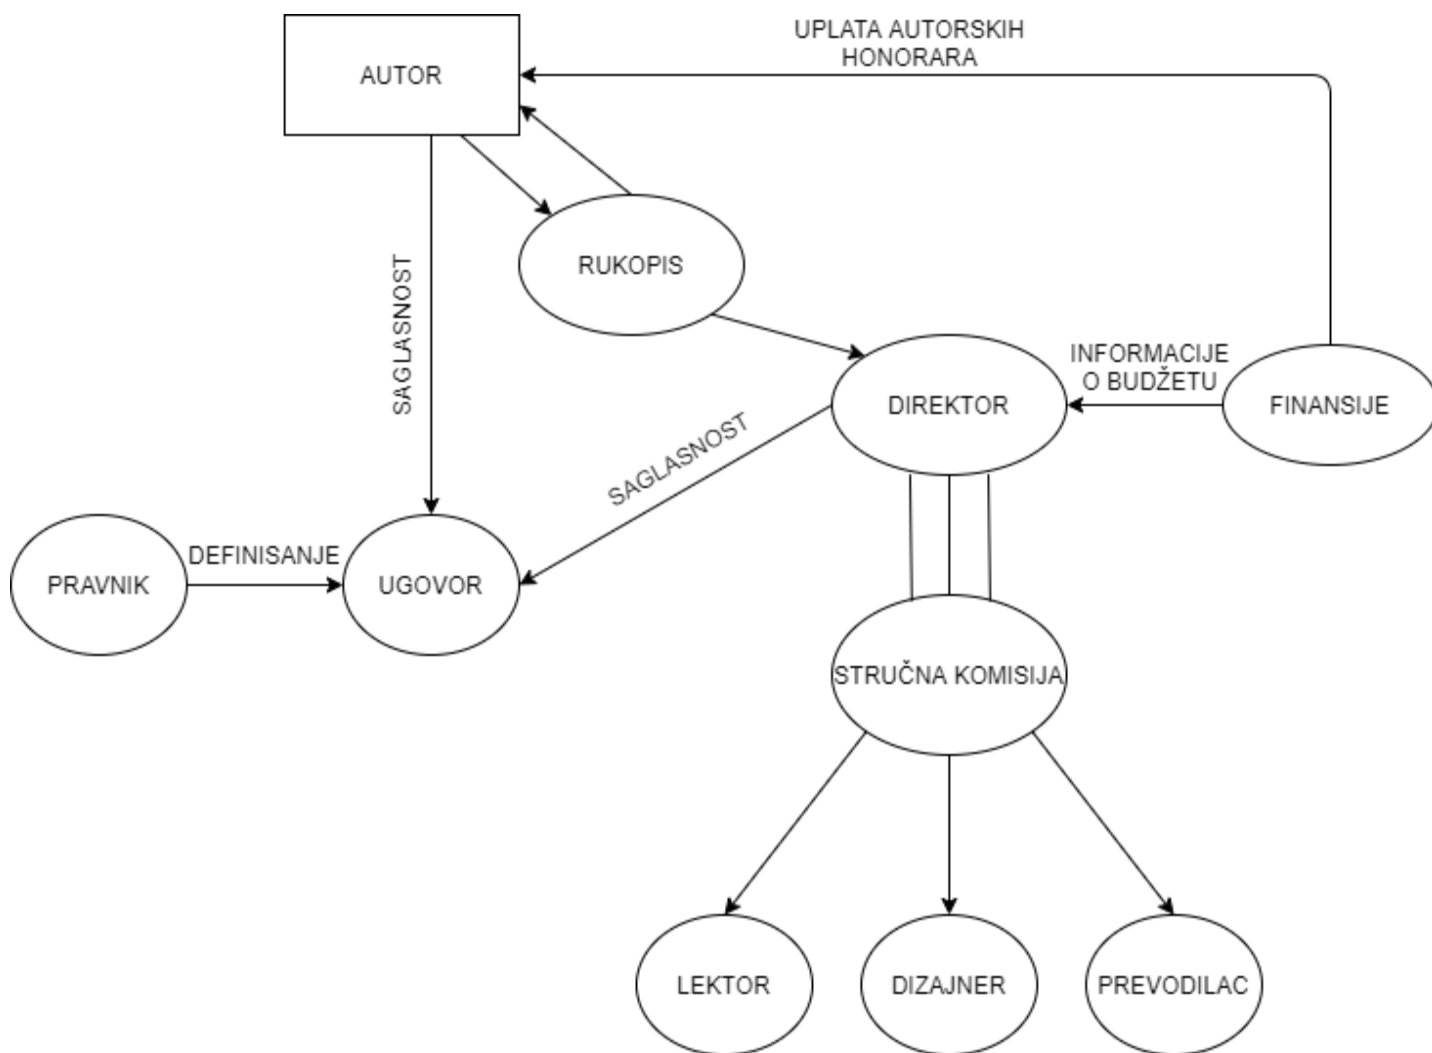 UPLATA AUTORSKIH
HONORARA
AUTOR
RUKOPIS
SAGLASNOST
INFORMACIJE
O BUDŽETU
DIREKTOR
FINANSIJE
SAGLASNOST
DEFINISANJE
PRAVNIK
UGOVOR
STRUČNA KOMISIJA
LEKTOR
DIZAJNER
PREVODILAC